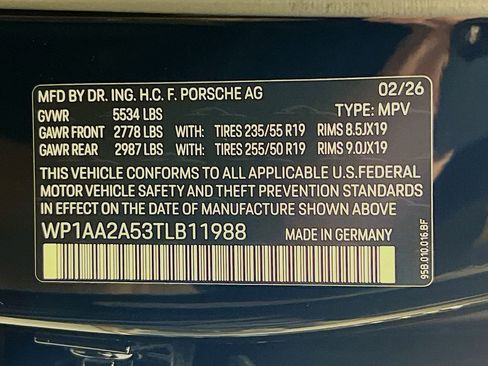 MFD BY DR. ING. H.C. F. PORSCHE AG 02/26
GVWR 5534 LBS TYPE: MPV
GAWR FRONT 2778 LBS WITH: TIRES 235/55 R19 RIMS 8.5JX19
GAWR REAR 2987 LBS WITH: TIRES 255/50 R19 RIMS 9.0JX19
THIS VEHICLE CONFORMS TO ALL APPLICABLE U.S.FEDERAL
MOTOR VEHICLE SAFETY AND THEFT PREVENTION STANDARDS
IN EFFECT ON THE DATE OF MANUFACTURE SHOWN ABOVE
WP1AA2A53TLB11988 MADE IN GERMANY
95B.010.016.BF